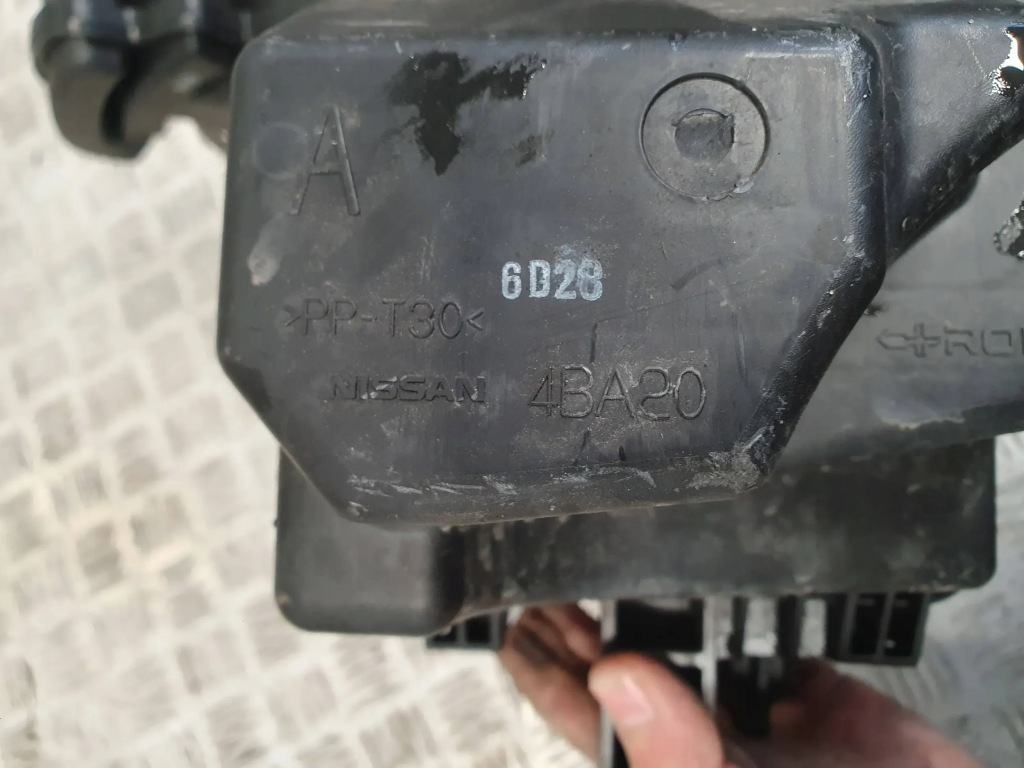 A
6D28
>PP-T30<
NISSAN 4BA20